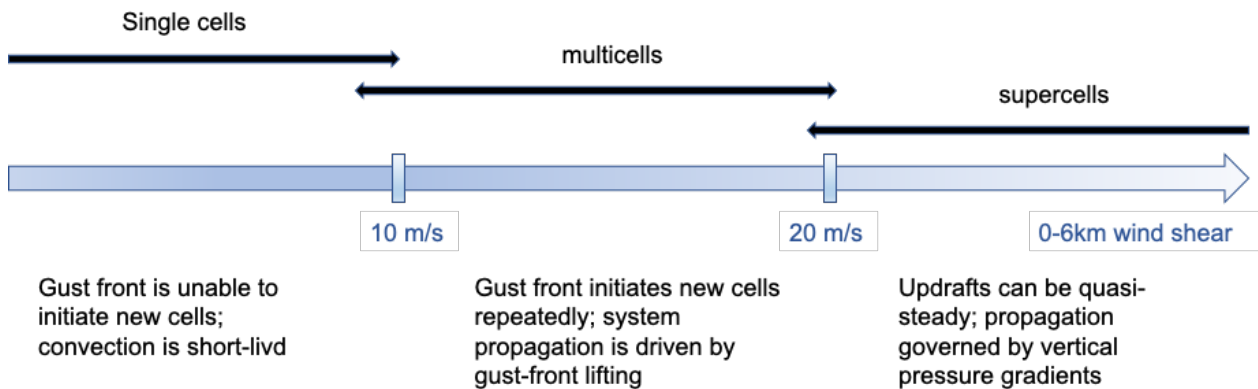 Single cells
multicells
supercells
10 m/s
20 m/s
0-6km wind shear
Gust front is unable to
initiate new cells;
convection is short-livd
Gust front initiates new cells
repeatedly; system
propagation is driven by
gust-front lifting
Updrafts can be quasi-
steady; propagation
governed by vertical
pressure gradients